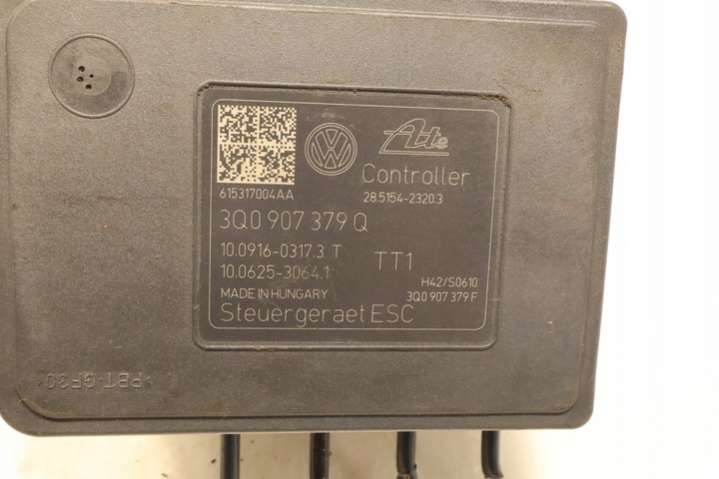 VW
Ate
Controller
615317004AA
28.5154-2320.3
3Q0 907 379 Q
10.0916-0317.3 T
TT1
10.0625-3064.1
H42/S0610
MADE IN HUNGARY
3Q0 907 379 F
Steuergeraet ESC
>PBT-GF30<